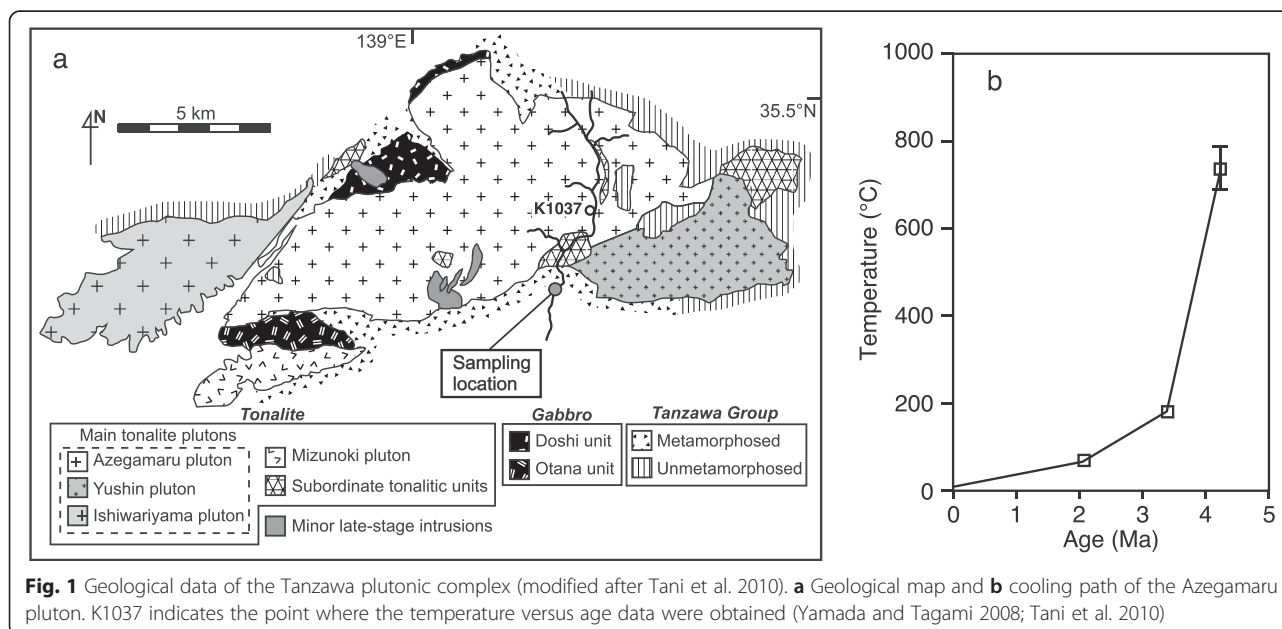 a
139°E
35.5°N
N
5 km
K1037
Sampling
location
Tonalite
Main tonalite plutons
Azegamaru pluton
Yushin pluton
Ishiwariyama pluton
Mizunoki pluton
Subordinate tonalitic units
Minor late-stage intrusions
Gabbro
Doshi unit
Otana unit
Tanzawa Group
Metamorphosed
Unmetamorphosed
b
Temperature (°C)
1000
800
600
400
200
0
0 1 2 3 4 5
Age (Ma)
Fig. 1 Geological data of the Tanzawa plutonic complex (modified after Tani et al. 2010). a Geological map and b cooling path of the Azegamaru
pluton. K1037 indicates the point where the temperature versus age data were obtained (Yamada and Tagami 2008; Tani et al. 2010)